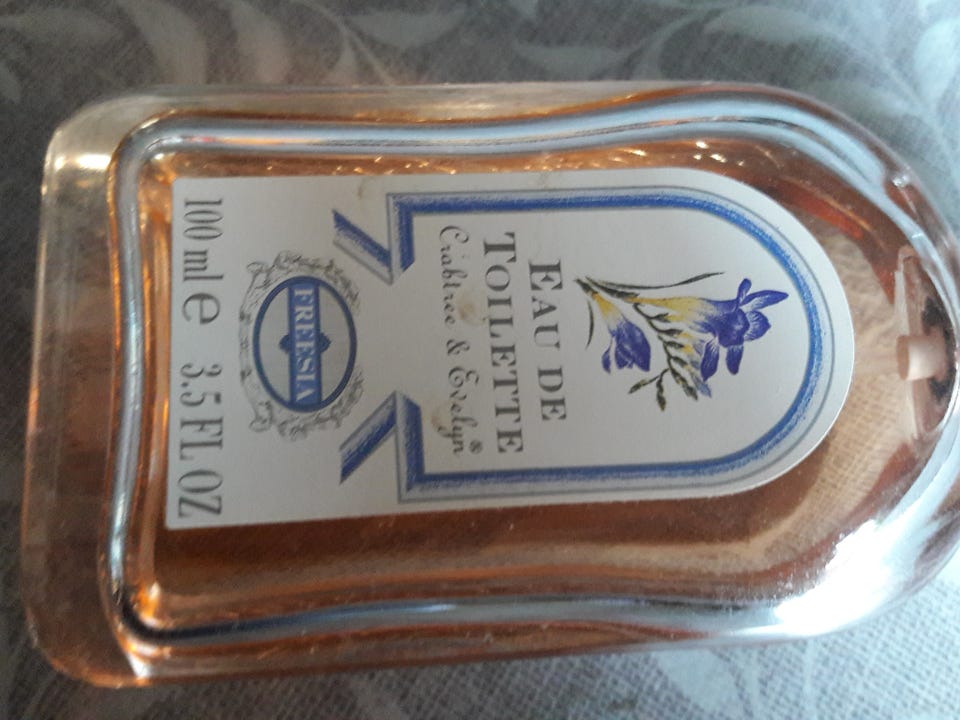 EAU DE
TOILETTE
Crabtree & Evelyn®
FREESIA
100 ml e 3.5 FL OZ